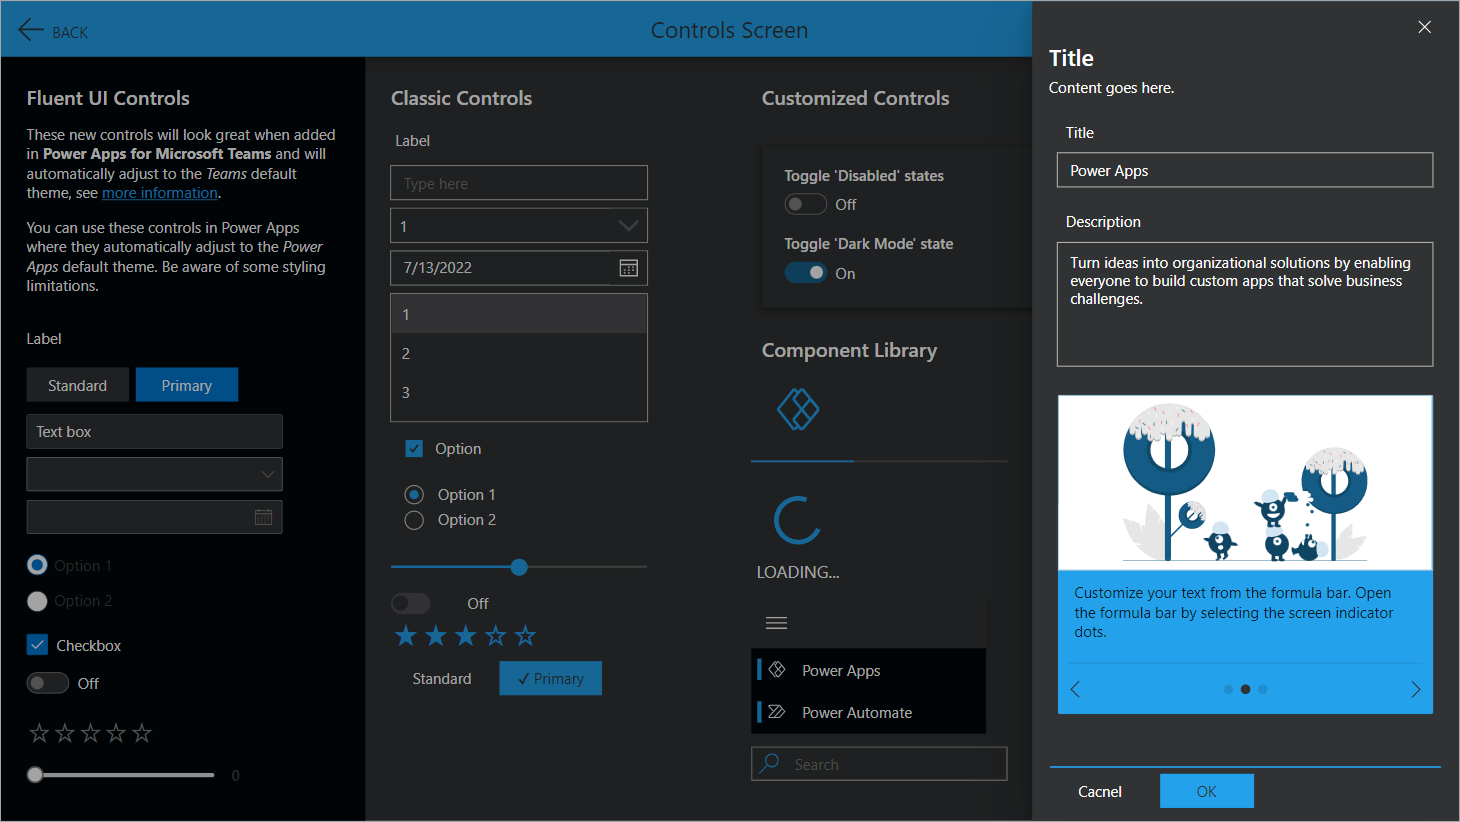 BACK
Controls Screen
Fluent UI Controls
These new controls will look great when added
in Power Apps for Microsoft Teams and will
automatically adjust to the Teams default
theme, see more information.
You can use these controls in Power Apps
where they automatically adjust to the Power
Apps default theme. Be aware of some styling
limitations.
Label
Standard
Primary
Text box
Option 1
Option 2
Checkbox
Off
0
Classic Controls
Label
Type here
1
7/13/2022
1
2
3
Option
Option 1
Option 2
Off
Standard
✓ Primary
Customized Controls
Toggle 'Disabled' states
Off
Toggle 'Dark Mode' state
On
Component Library
LOADING...
Power Apps
Power Automate
Search
Title
Content goes here.
Title
Power Apps
Description
Turn ideas into organizational solutions by enabling
everyone to build custom apps that solve business
challenges.
Customize your text from the formula bar. Open
the formula bar by selecting the screen indicator
dots.
Cacnel
OK